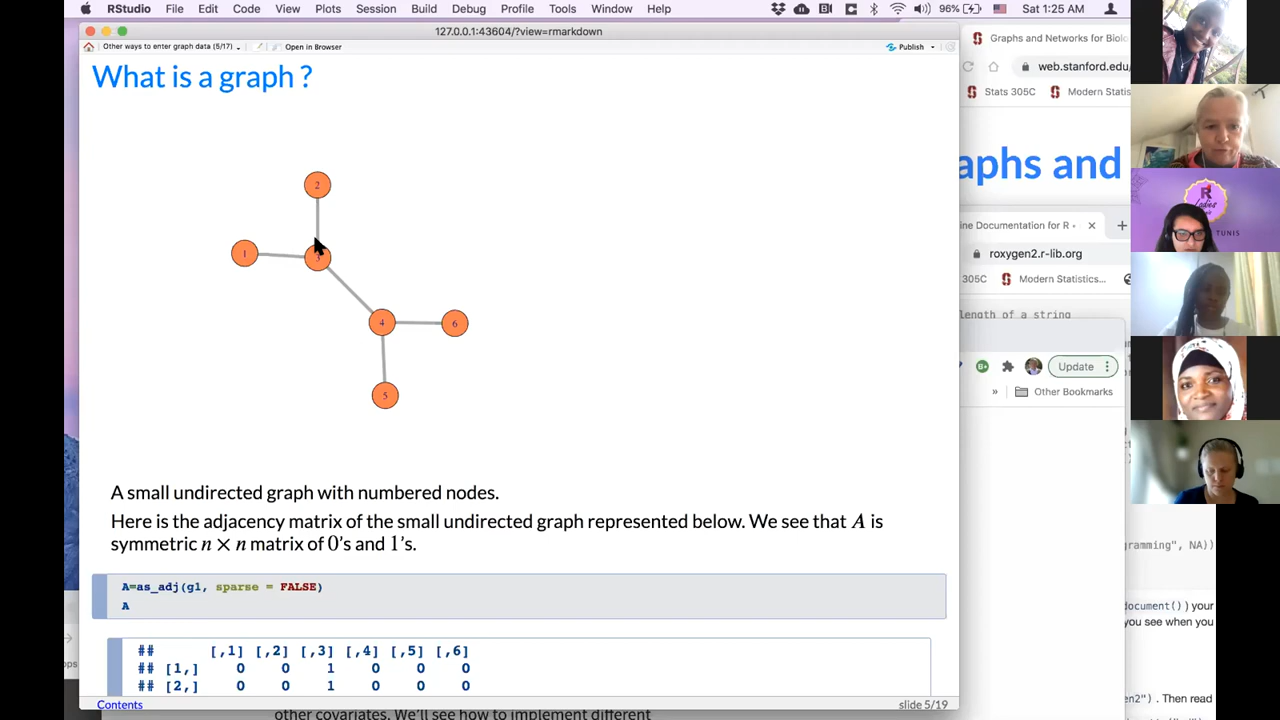 RStudio File Edit Code View Plots Session Build Debug Profile Tools Window Help 96% Sat 1:25 AM
127.0.0.1:43604/?view=rmarkdown
Other ways to enter graph data (5/17) Open in Browser Publish
What is a graph ?
2
1
3
4 6
5
A small undirected graph with numbered nodes.
Here is the adjacency matrix of the small undirected graph represented below. We see that A is
symmetric n × n matrix of 0's and 1's.
A=as_adj(g1, sparse = FALSE)
A
## [,1] [,2] [,3] [,4] [,5] [,6]
## [1,] 0 0 1 0 0 0
## [2,] 0 0 1 0 0 0
Contents slide 5/19
other covariates. We'll see how to implement different
Graphs and Networks for Biolo
web.stanford.edu/
Stats 305C Modern Statis
aphs and
ine Documentation for R
roxygen2.r-lib.org
305C Modern Statistics...
length of a string
Update
» Other Bookmarks
gramming", NA))
document() ) your
you see when you
en2") . Then read
ops
R
Ladies
TUNIS